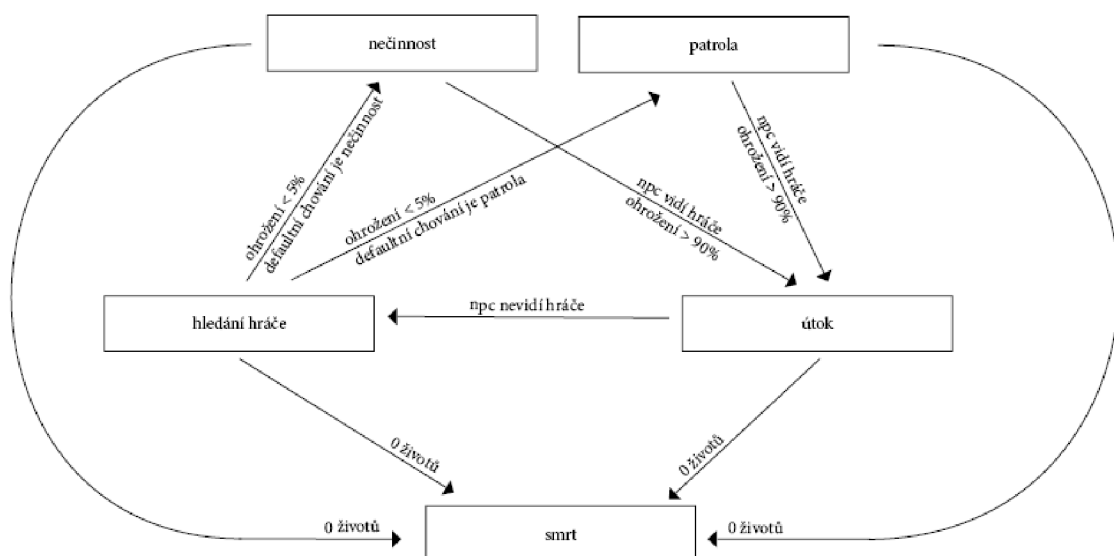 nečinnost
patrola
ohrožení < 5%
defaultní chování je nečinnost
ohrožení < 5%
defaultní chování je patrola
npc vidí hráče
ohrožení > 90%
npc vidí hráče
ohrožení > 90%
hledání hráče
npc nevidí hráče
útok
0 životů
0 životů
0 životů
smrt
0 životů